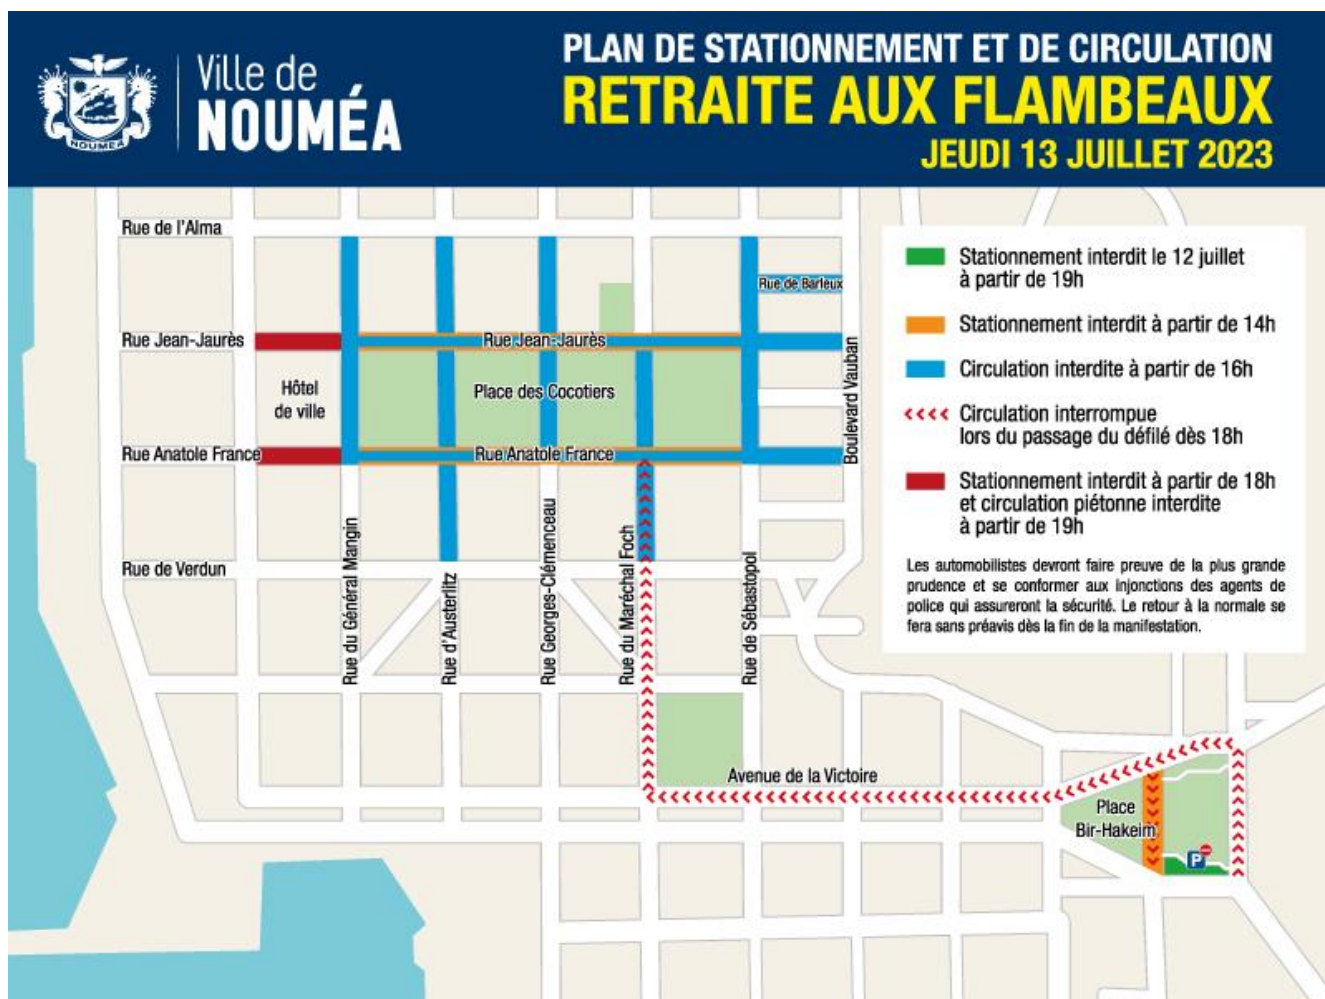 Ville de
NOUMÉA
NOUMEA
PLAN DE STATIONNEMENT ET DE CIRCULATION
RETRAITE AUX FLAMBEAUX
JEUDI 13 JUILLET 2023
Rue de l'Alma
Rue de Barleux
Rue Jean-Jaurès
Rue Jean-Jaurès
Hôtel
de ville
Place des Cocotiers
Boulevard Vauban
Rue Anatole France
Rue Anatole France
Rue de Verdun
Rue du Général Mangin
Rue d'Austerlitz
Rue Georges-Clémenceau
Rue du Maréchal Foch
Rue de Sébastopol
Avenue de la Victoire
Place
Bir-Hakeim
P
Stationnement interdit le 12 juillet
à partir de 19h
Stationnement interdit à partir de 14h
Circulation interdite à partir de 16h
Circulation interrompue
lors du passage du défilé dès 18h
Stationnement interdit à partir de 18h
et circulation piétonne interdite
à partir de 19h
Les automobilistes devront faire preuve de la plus grande
prudence et se conformer aux injonctions des agents de
police qui assureront la sécurité. Le retour à la normale se
fera sans préavis dès la fin de la manifestation.